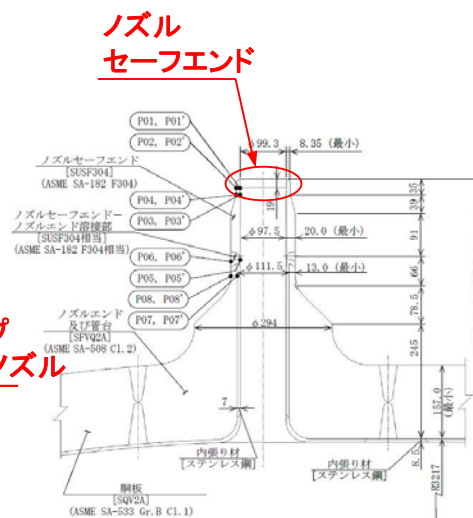 ノズル
セーフエンド
P01, P01'
P02, P02'
φ99.3
8.35 (最小)
ノズルセーフエンド
[SUSF304]
(ASME SA-182 F304)
P04, P04'
P03, P03'
19
35
39
ノズルセーフエンドー
ノズルエンド溶接部
[SUSF304相当]
(ASME SA-182 F304相当)
φ97.5
20.0 (最小)
91
P06, P06'
P05, P05'
φ111.5
13.0 (最小)
66
P08, P08'
P07, P07'
78.5
プ
ノズル
ノズルエンド
及び管台
[SFVQ2A]
(ASME SA-508 Cl.2)
φ294
245
7
157.0
(最小)
内張り材
[ステンレス鋼]
内張り材
[ステンレス鋼]
8.5
R3217
胴板
[SQV2A]
(ASME SA-533 Gr.B Cl.1)